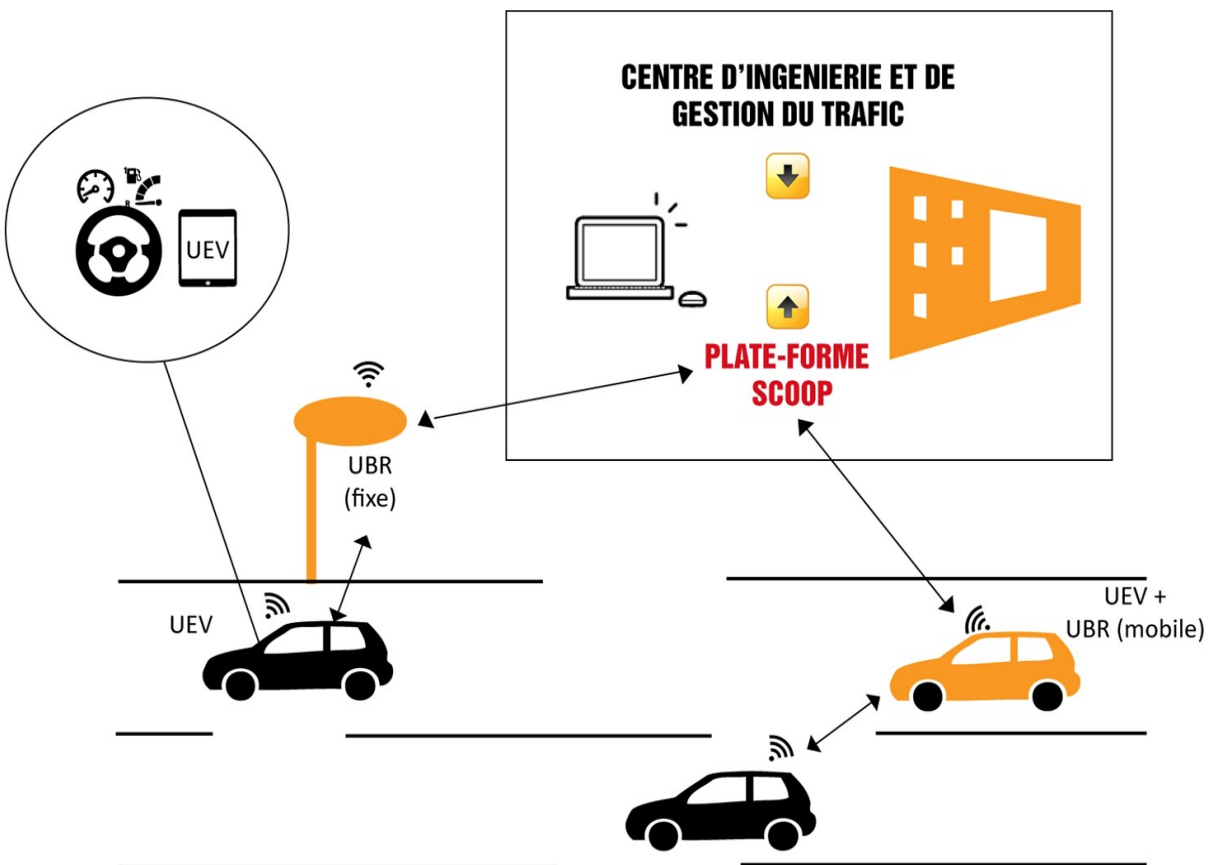 CENTRE D'INGENIERIE ET DE
GESTION DU TRAFIC
UEV
PLATE-FORME
SCOOP
UBR
(fixe)
UEV
UEV +
UBR (mobile)